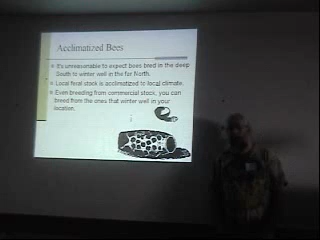 Acclimatized Bees
It's unreasonable to expect bees bred in the deep
South to winter well in the far North.
Local feral stock is acclimatized to local climate.
Even breeding from commercial stock, you can
breed from the ones that winter well in your
location.